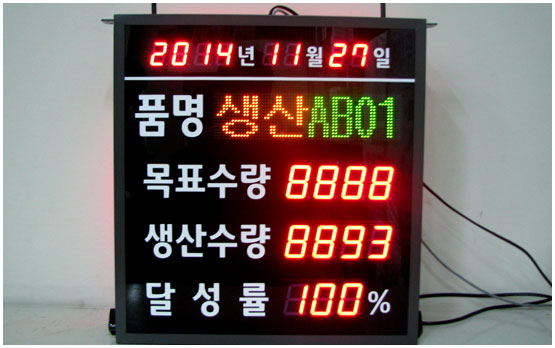 2014년 11월 27일
품명 생산AB01
목표수량 8888
생산수량 8893
달성률 100%